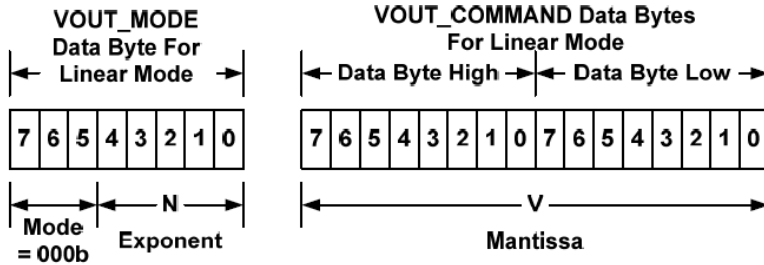 VOUT_MODE
Data Byte For
Linear Mode
VOUT_COMMAND Data Bytes
For Linear Mode
Data Byte High
Data Byte Low
7 6 5 4 3 2 1 0
7 6 5 4 3 2 1 0 7 6 5 4 3 2 1 0
N
V
Mode
= 000b
Exponent
Mantissa